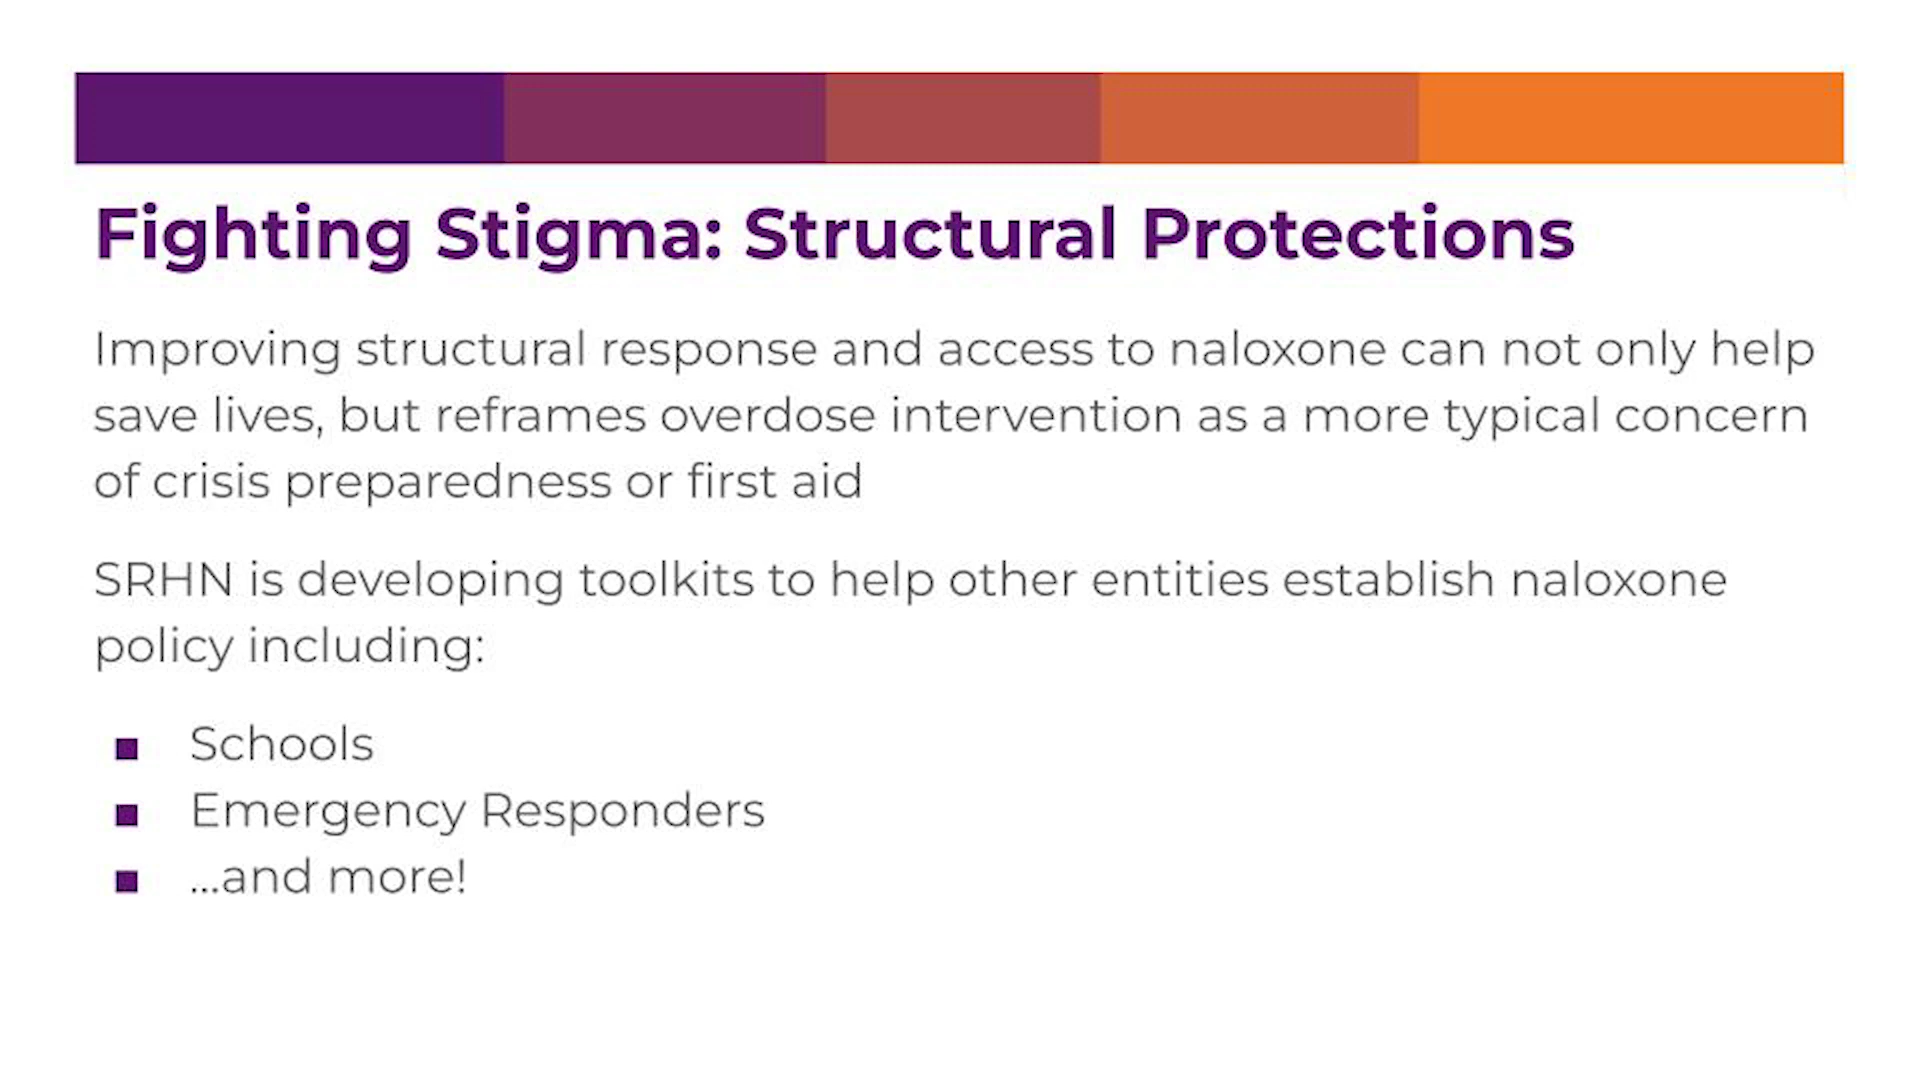 Fighting Stigma: Structural Protections
Improving structural response and access to naloxone can not only help
save lives, but reframes overdose intervention as a more typical concern
of crisis preparedness or first aid
SRHN is developing toolkits to help other entities establish naloxone
policy including:
■ Schools
■ Emergency Responders
■ ...and more!